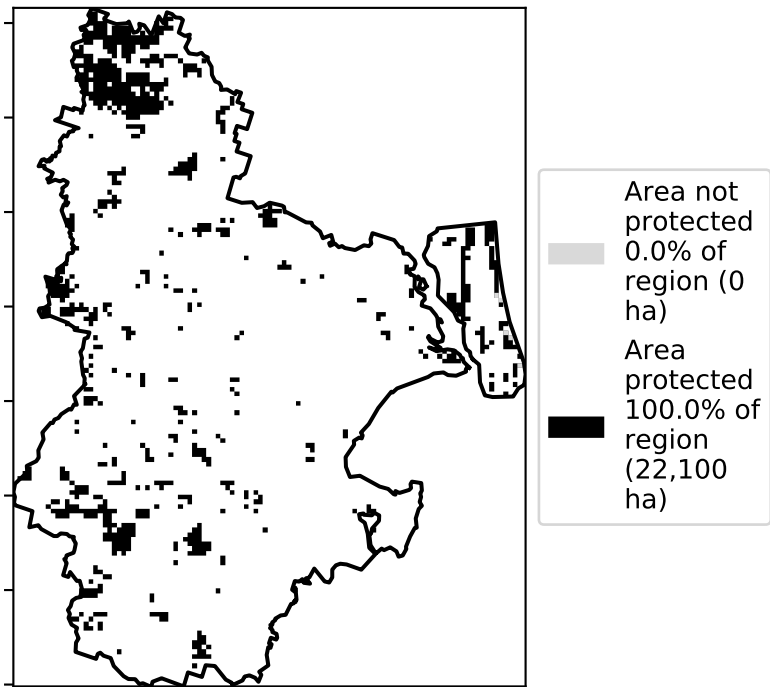 Area not
protected
0.0% of
region (0
ha)
Area
protected
100.0% of
region
(22,100
ha)